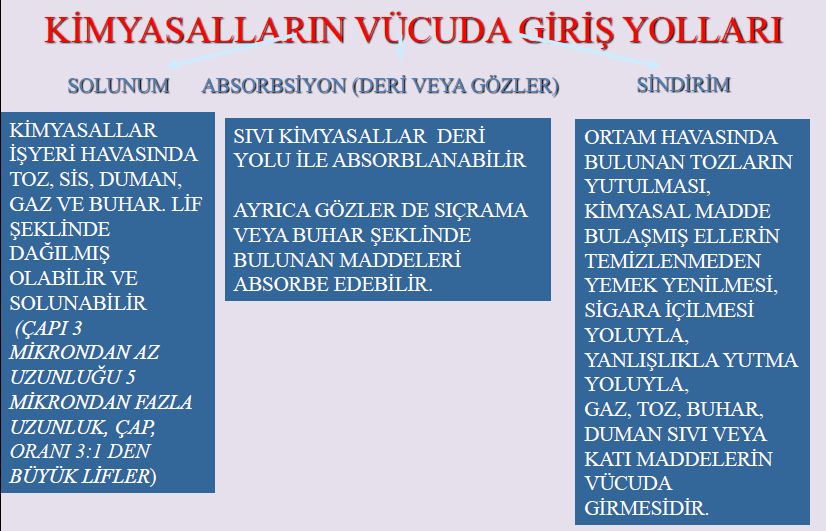 KİMYASALLARIN VÜCUDA GİRİŞ YOLLARI
SOLUNUM
ABSORBSİYON (DERİ VEYA GÖZLER)
SİNDİRİM
KİMYASALLAR
İŞYERİ HAVASINDA
TOZ, SİS, DUMAN,
GAZ VE BUHAR. LİF
ŞEKLİNDE
DAĞILMIŞ
OLABİLİR VE
SOLUNABİLİR
(ÇAPI 3
MİKRONDAN AZ
UZUNLUĞU 5
MİKRONDAN FAZLA
UZUNLUK, ÇAP,
ORANI 3:1 DEN
BÜYÜK LİFLER)
SIVI KİMYASALLAR DERİ
YOLU İLE ABSORBLANABİLİR
AYRICA GÖZLER DE SIÇRAMA
VEYA BUHAR ŞEKLİNDE
BULUNAN MADDELERİ
ABSORBE EDEBİLİR.
ORTAM HAVASINDA
BULUNAN TOZLARIN
YUTULMASI,
KİMYASAL MADDE
BULAŞMIŞ ELLERİN
TEMİZLENMEDEN
YEMEK YENİLMESİ,
SİGARA İÇİLMESİ
YOLUYLA,
YANLIŞLIKLA YUTMA
YOLUYLA,
GAZ, TOZ, BUHAR,
DUMAN SIVI VEYA
KATI MADDELERİN
VÜCUDA
GİRMESİDİR.